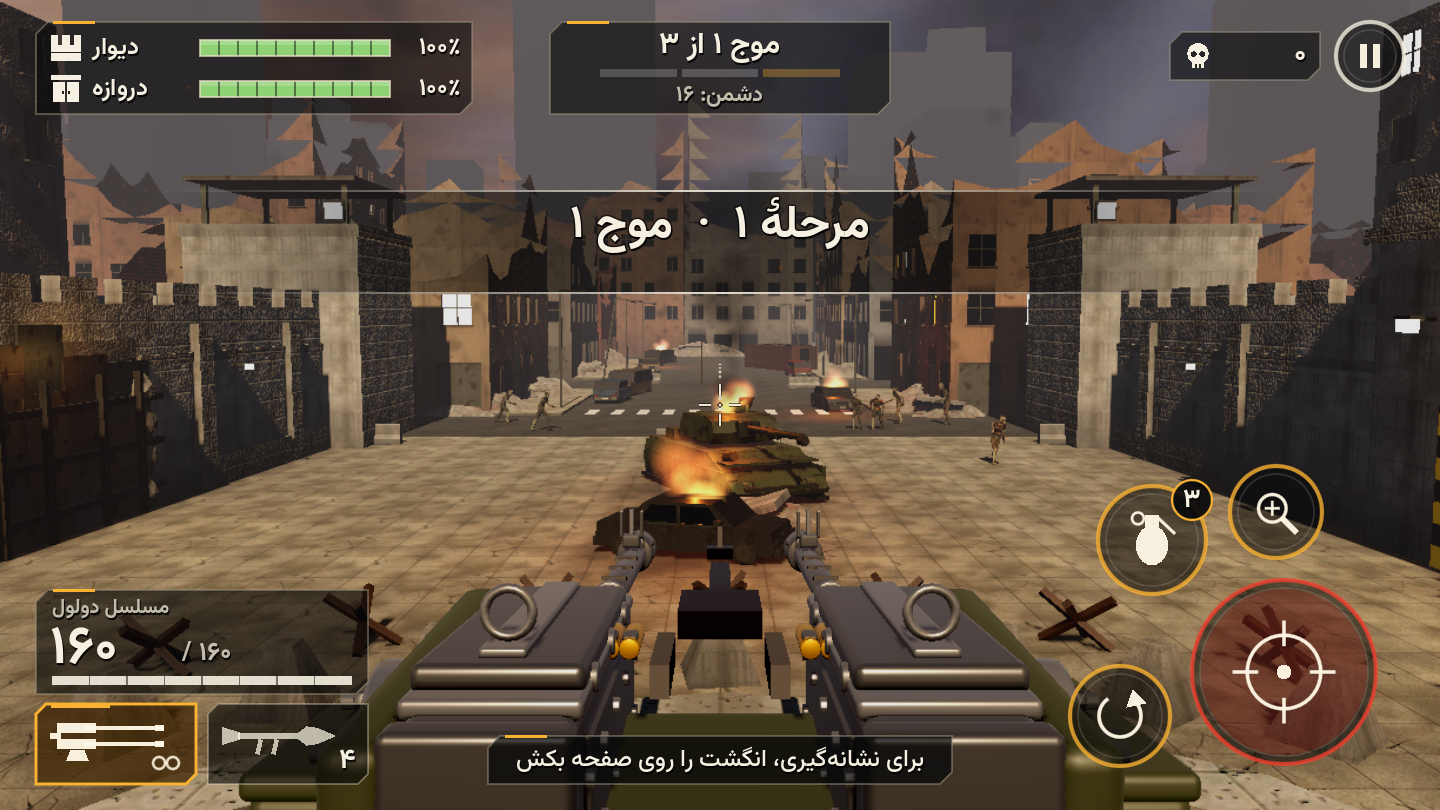 دیوار ۱۰۰٪
دروازه ۱۰۰٪
موج ۱ از ۳
دشمن: ۱۶
۰
مرحلهٔ ۱ · موج ۱
۳
مسلسل دولول
۱۶۰ / ۱۶۰
∞
۴
برای نشانه‌گیری، انگشت را روی صفحه بکش